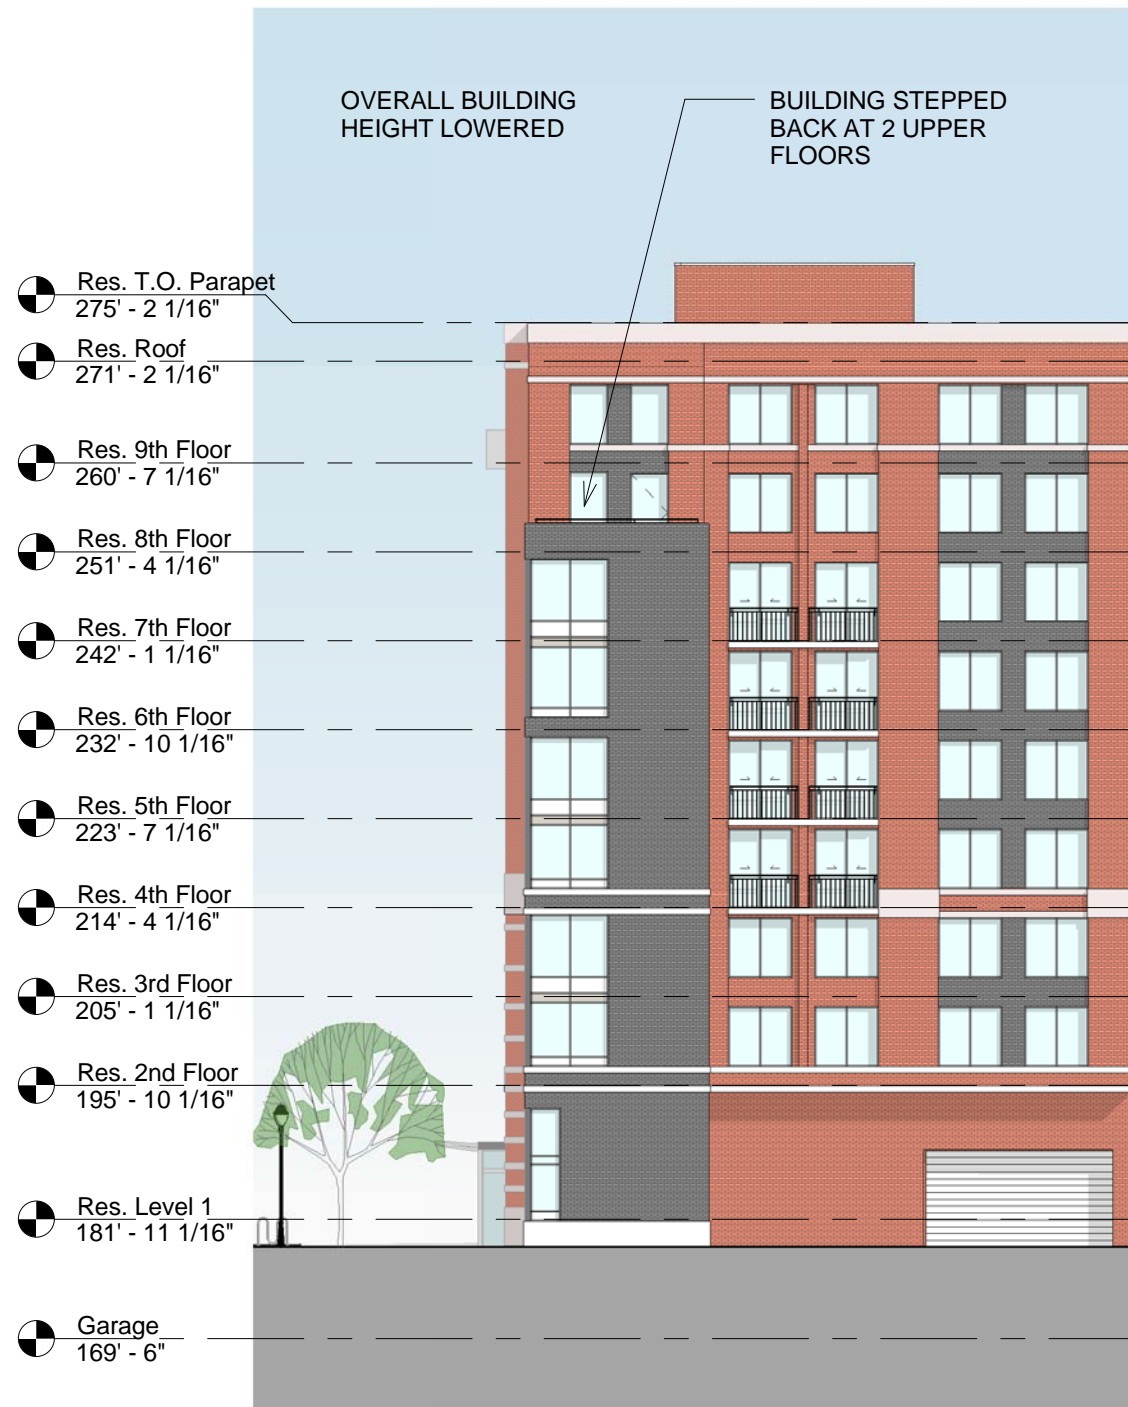 OVERALL BUILDING
HEIGHT LOWERED
BUILDING STEPPED
BACK AT 2 UPPER
FLOORS
Res. T.O. Parapet
275' - 2 1/16"
Res. Roof
271' - 2 1/16"
Res. 9th Floor
260' - 7 1/16"
Res. 8th Floor
251' - 4 1/16"
Res. 7th Floor
242' - 1 1/16"
Res. 6th Floor
232' - 10 1/16"
Res. 5th Floor
223' - 7 1/16"
Res. 4th Floor
214' - 4 1/16"
Res. 3rd Floor
205' - 1 1/16"
Res. 2nd Floor
195' - 10 1/16"
Res. Level 1
181' - 11 1/16"
Garage
169' - 6"